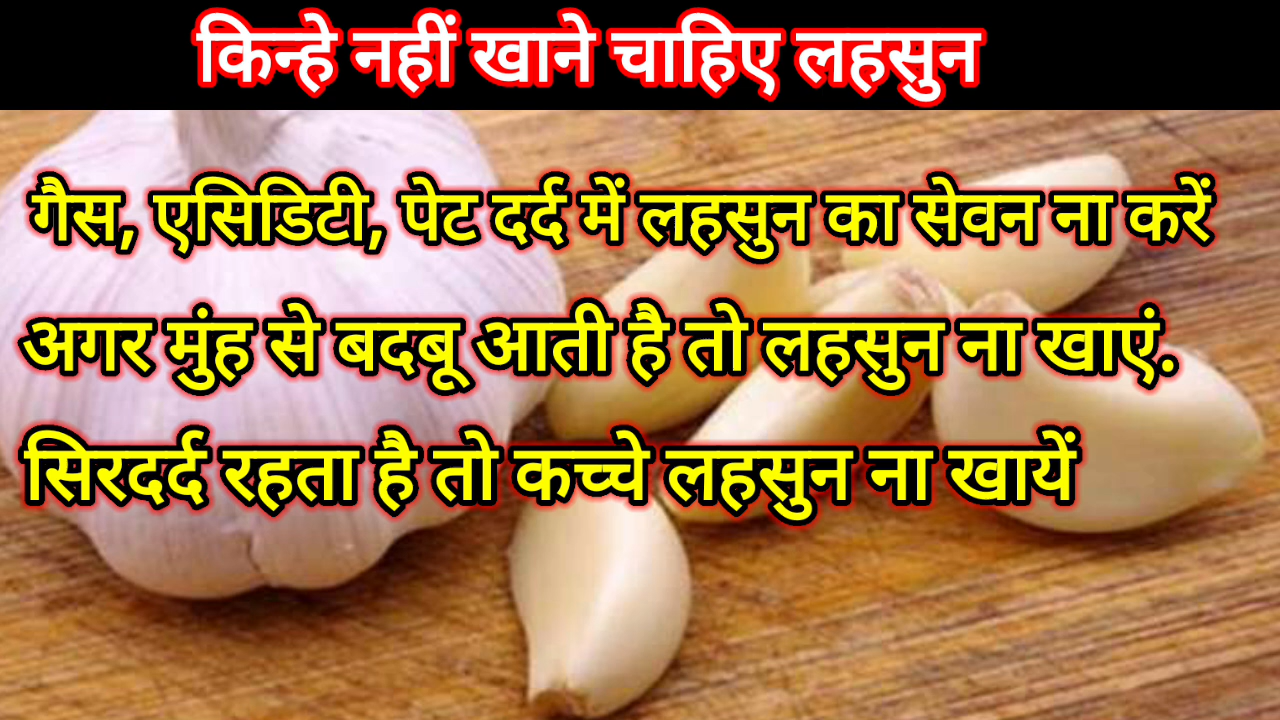 किन्हे नहीं खाने चाहिए लहसुन
गैस, एसिडिटी, पेट दर्द में लहसुन का सेवन ना करें
अगर मुंह से बदबू आती है तो लहसुन ना खाएं.
सिरदर्द रहता है तो कच्चे लहसुन ना खायें